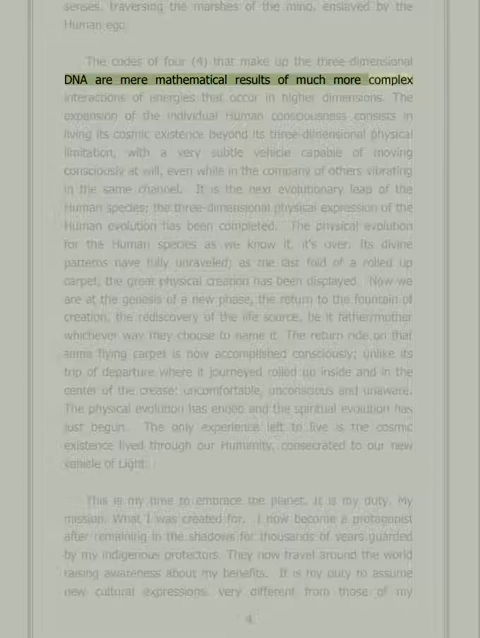 senses, traversing the marshes of the mind, enslaved by the
Human ego.
The codes of four (4) that make up the three-dimensional
DNA are mere mathematical results of much more complex
interactions of energies that occur in higher dimensions. The
expansion of the individual Human consciousness consists in
living its cosmic existence beyond its three-dimensional physical
limitation, with a very subtle vehicle capable of moving
consciously at will, even while in the company of others vibrating
in the same channel. It is the next evolutionary leap of the
Human species; the three-dimensional physical expression of the
Human evolution has been completed. The physical evolution
for the Human species as we know it, it's over. Its divine
patterns have fully unraveled; as the last fold of a rolled up
carpet, the great physical creation has been displayed. Now we
are at the genesis of a new phase, the return to the fountain of
creation, the rediscovery of the life source, be it father/mother
whichever way they choose to name it. The return ride on that
same flying carpet is now accomplished consciously; unlike its
trip of departure where it journeyed rolled up inside and in the
center of the crease: uncomfortable, unconscious and unaware.
The physical evolution has ended and the spiritual evolution has
just begun. The only experience left to live is the cosmic
existence lived through our Humanity, consecrated to our new
vehicle of Light.
This is my time to embrace the planet. It is my duty. My
mission. What I was created for. I now become a protagonist
after remaining in the shadows for thousands of years guarded
by my indigenous protectors. They now travel around the world
raising awareness about my benefits. It is my duty to assume
new cultural expressions, very different from those of my
4